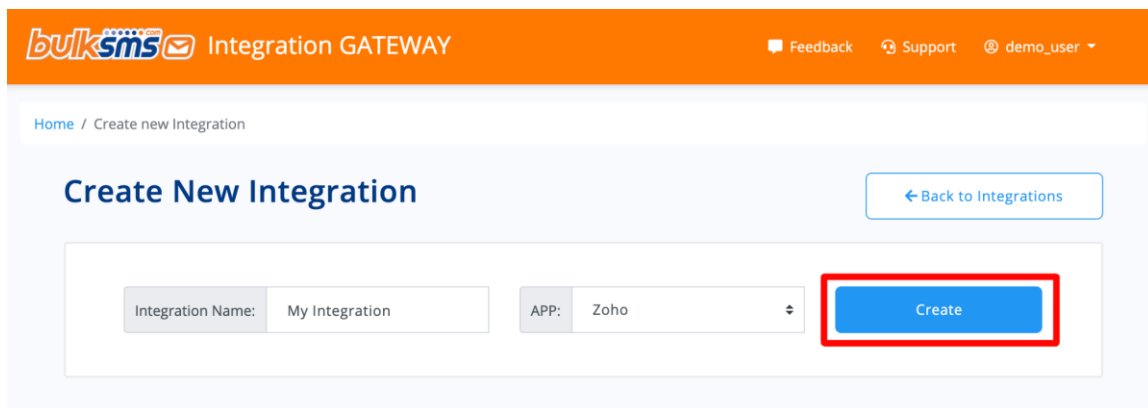 bulksms.com Integration GATEWAY Feedback Support demo_user
Home / Create new Integration
Create New Integration ← Back to Integrations
Integration Name: My Integration APP: Zoho Create